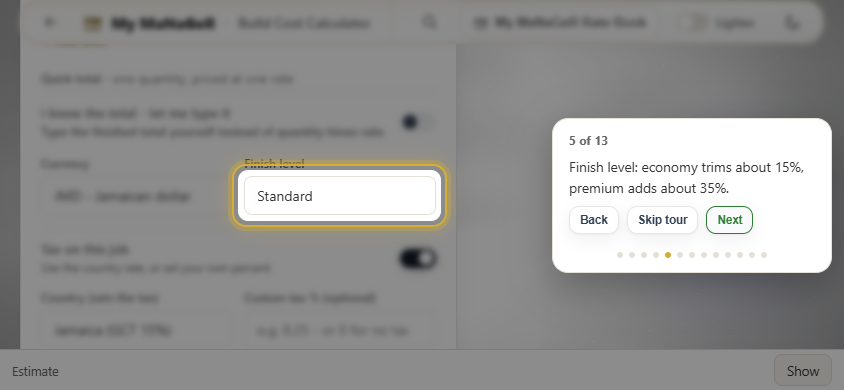 My MaNaGeR
Build Cost Calculator
My MaNaGeR Rate Book
Lighten
Quick total - one quantity, priced at one rate
I know the total - let me type it
Type the finished total yourself instead of quantity times rate.
Currency
Finish level
JMD - Jamaican dollar
Standard
5 of 13
Finish level: economy trims about 15%,
premium adds about 35%.
Back
Skip tour
Next
Tax on this job
Use the country rate, or set your own percent.
Country (sets the tax)
Custom tax % (optional)
Jamaica (GCT 15%)
e.g. 8.25 - or 0 for no tax
Estimate
Show